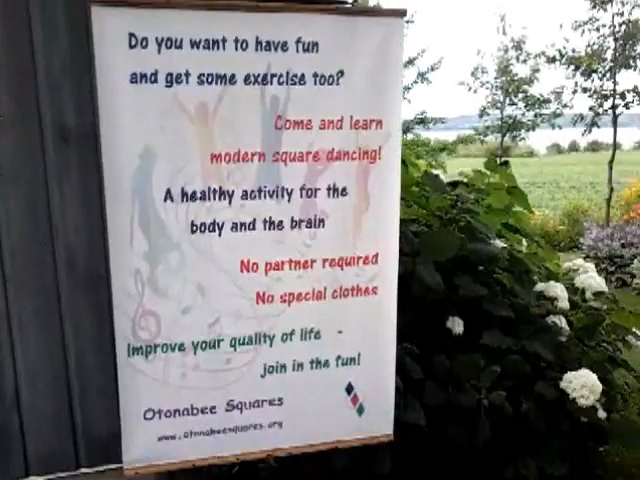 Do you want to have fun
and get some exercise too?
Come and learn
modern square dancing!
A healthy activity for the
body and the brain
No partner required
No special clothes
Improve your quality of life -
join in the fun!
Otonabee Squares
www.otonabeesquares.org